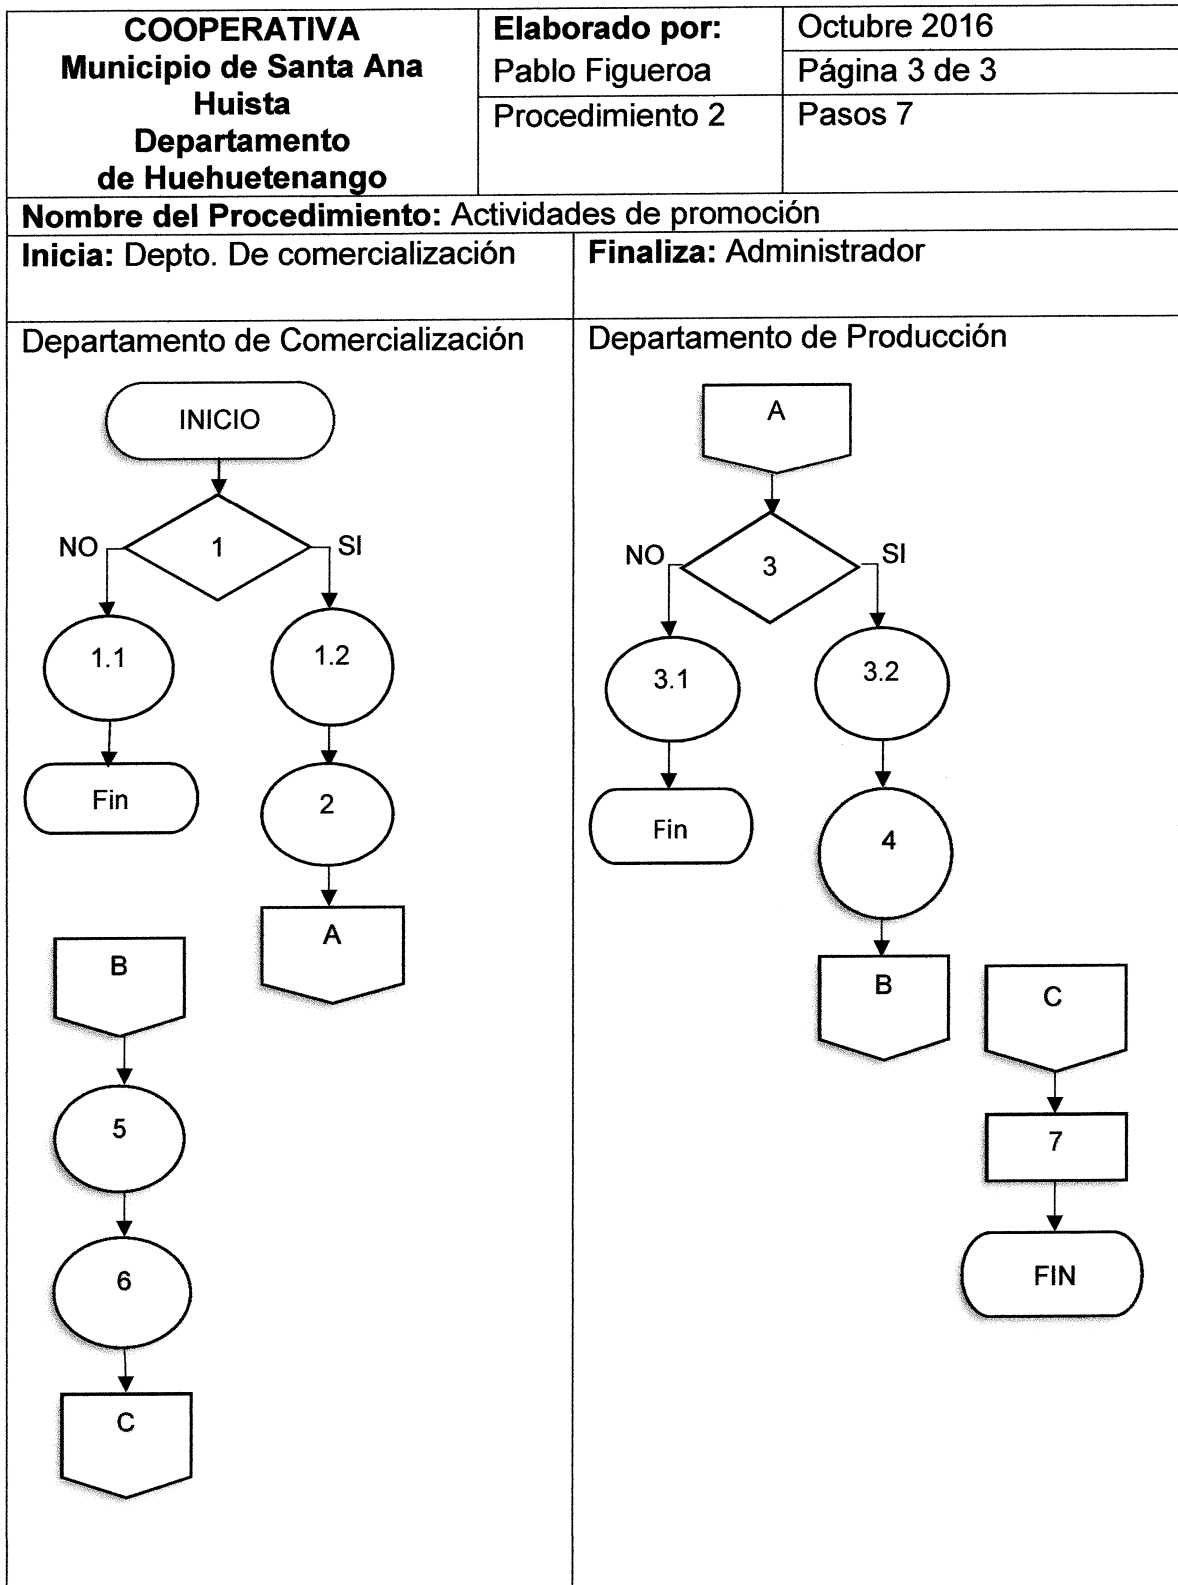 COOPERATIVA
Municipio de Santa Ana
Huista
Departamento
de Huehuetenango
Elaborado por:
Pablo Figueroa
Procedimiento 2
Octubre 2016
Página 3 de 3
Pasos 7
Nombre del Procedimiento: Actividades de promoción
Inicia: Depto. De comercialización
Finaliza: Administrador
Departamento de Comercialización
INICIO
NO
1
SI
1.1
1.2
Fin
2
A
B
5
6
C
Departamento de Producción
A
NO
3
SI
3.1
3.2
Fin
4
B
C
7
FIN